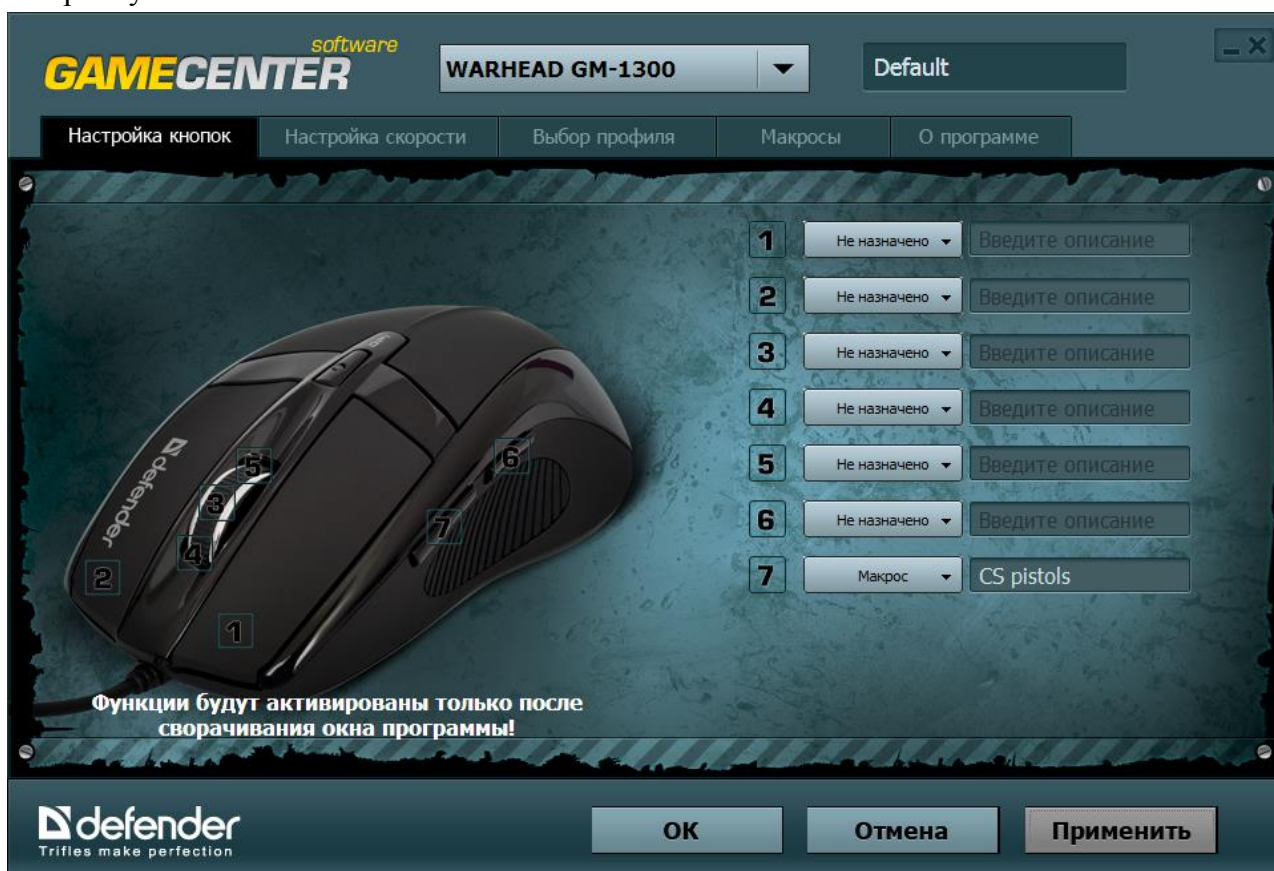 software
GAMECENTER
WARHEAD GM-1300
Default
Настройка кнопок
Настройка скорости
Выбор профиля
Макросы
О программе
1 Не назначено Введите описание
2 Не назначено Введите описание
3 Не назначено Введите описание
4 Не назначено Введите описание
5 Не назначено Введите описание
6 Не назначено Введите описание
7 Макрос CS pistols
defender
5
6
3
7
4
2
1
Функции будут активированы только после
сворачивания окна программы!
defender
Trifles make perfection
ОК
Отмена
Применить